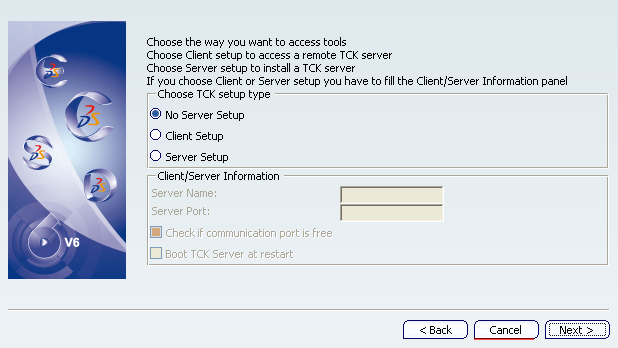 Choose the way you want to access tools
Choose Client setup to access a remote TCK server
Choose Server setup to install a TCK server
If you choose Client or Server setup you have to fill the Client/Server Information panel
Choose TCK setup type
No Server Setup
Client Setup
Server Setup
Client/Server Information
Server Name:
Server Port:
Check if communication port is free
Boot TCK Server at restart
V6
< Back
Cancel
Next >